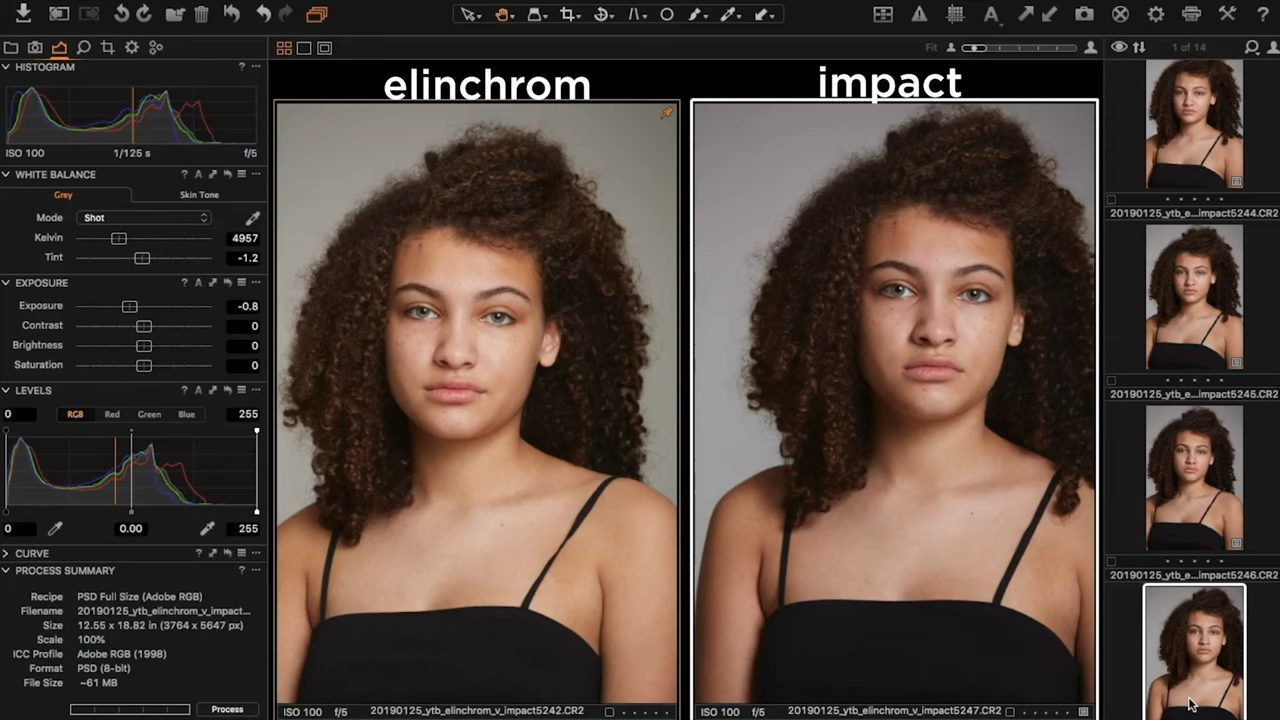 Fit
1 of 14
HISTOGRAM
ISO 100 1/125 s f/5
WHITE BALANCE
Grey Skin Tone
Mode Shot
Kelvin 4957
Tint -1.2
EXPOSURE
Exposure -0.8
Contrast 0
Brightness 0
Saturation 0
LEVELS
0 RGB Red Green Blue 255
0 0.00 255
CURVE
PROCESS SUMMARY
Recipe PSD Full Size (Adobe RGB)
Filename 20190125_ytb_elinchrom_v_impact...
Size 12.55 x 18.82 in (3764 x 5647 px)
Scale 100%
ICC Profile Adobe RGB (1998)
Format PSD (8-bit)
File Size ~61 MB
Process
elinchrom
impact
ISO 100 f/5 20190125_ytb_elinchrom_v_impact5242.CR2
ISO 100 f/5 20190125_ytb_elinchrom_v_impact5247.CR2
20190125_ytb_e...impact5244.CR2
20190125_ytb_e...impact5245.CR2
20190125_ytb_e...impact5246.CR2